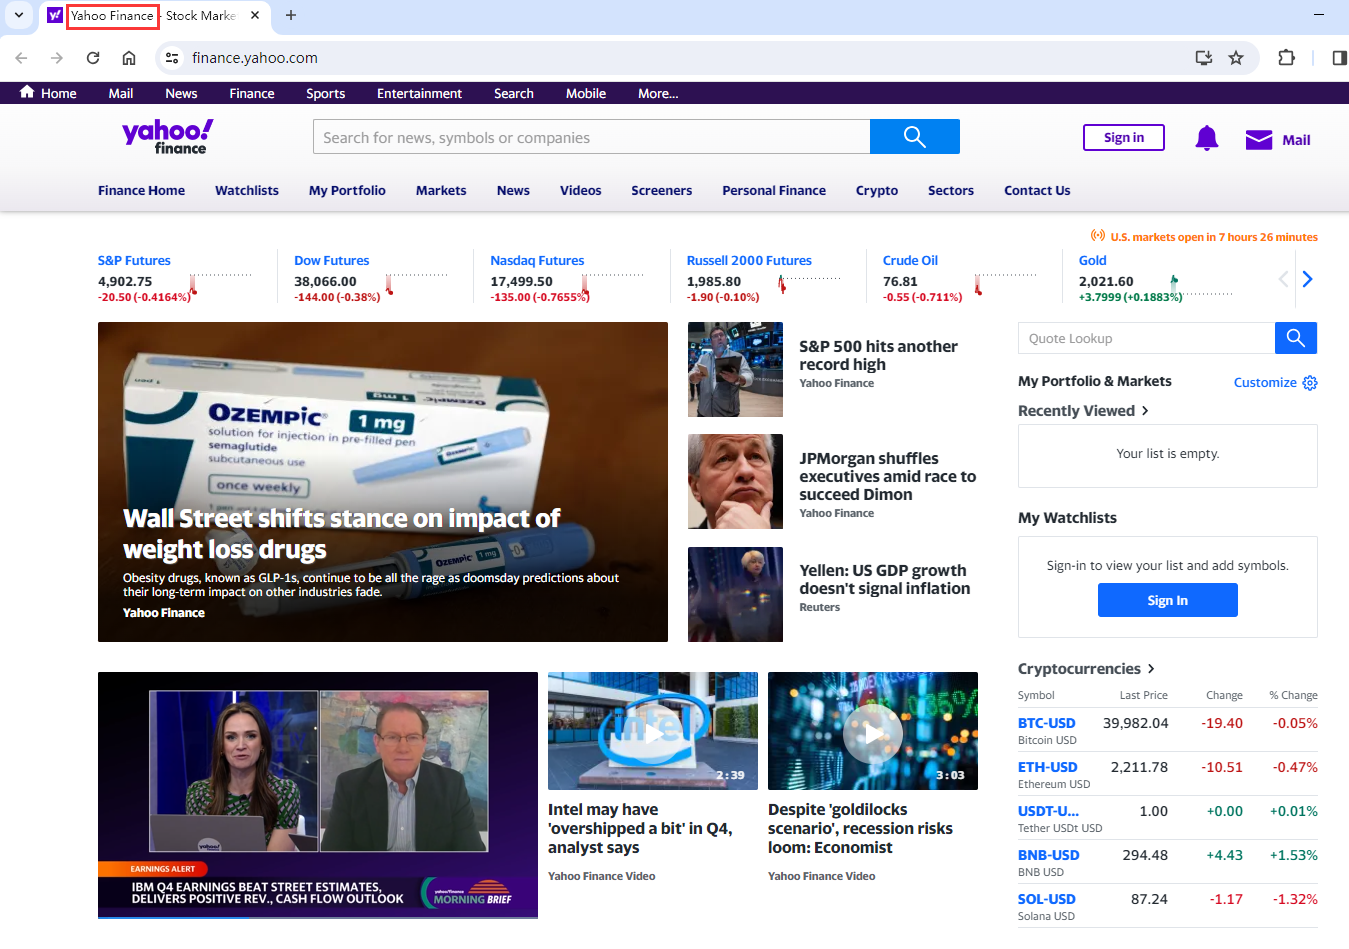 Yahoo Finance - Stock Marke
finance.yahoo.com
Home Mail News Finance Sports Entertainment Search Mobile More...
yahoo!
finance
Search for news, symbols or companies
Sign in
Mail
Finance Home Watchlists My Portfolio Markets News Videos Screeners Personal Finance Crypto Sectors Contact Us
U.S. markets open in 7 hours 26 minutes
S&P Futures
4,902.75
-20.50 (-0.4164%)
Dow Futures
38,066.00
-144.00 (-0.38%)
Nasdaq Futures
17,499.50
-135.00 (-0.7655%)
Russell 2000 Futures
1,985.80
-1.90 (-0.10%)
Crude Oil
76.81
-0.55 (-0.711%)
Gold
2,021.60
+3.7999 (+0.1883%)
OZEMPIC® 1 mg
solution for injection in pre-filled pen
semaglutide
subcutaneous use
once weekly
OZEMPIC® 1 mg
Wall Street shifts stance on impact of
weight loss drugs
Obesity drugs, known as GLP-1s, continue to be all the rage as doomsday predictions about
their long-term impact on other industries fade.
Yahoo Finance
S&P 500 hits another
record high
Yahoo Finance
JPMorgan shuffles
executives amid race to
succeed Dimon
Yahoo Finance
Yellen: US GDP growth
doesn't signal inflation
Reuters
Quote Lookup
My Portfolio & Markets
Customize
Recently Viewed
Your list is empty.
My Watchlists
Sign-in to view your list and add symbols.
Sign In
yahoo!
EARNINGS ALERT
IBM Q4 EARNINGS BEAT STREET ESTIMATES,
DELIVERS POSITIVE REV., CASH FLOW OUTLOOK
yahoo!finance
MORNING BRIEF
intel
2:39
Intel may have
'overshipped a bit' in Q4,
analyst says
Yahoo Finance Video
3:03
Despite 'goldilocks
scenario', recession risks
loom: Economist
Yahoo Finance Video
Cryptocurrencies
Symbol Last Price Change % Change
BTC-USD 39,982.04 -19.40 -0.05%
Bitcoin USD
ETH-USD 2,211.78 -10.51 -0.47%
Ethereum USD
USDT-U... 1.00 +0.00 +0.01%
Tether USDt USD
BNB-USD 294.48 +4.43 +1.53%
BNB USD
SOL-USD 87.24 -1.17 -1.32%
Solana USD